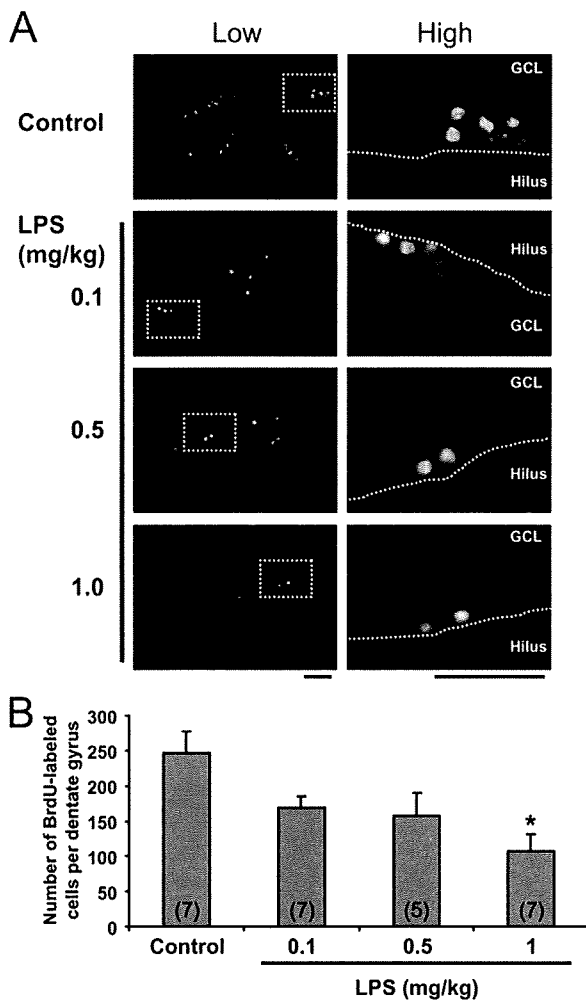 A
Low High
Control
GCL
Hilus
LPS
(mg/kg)
0.1
Hilus
GCL
0.5
GCL
Hilus
1.0
GCL
Hilus
B
Number of BrdU-labeled
cells per dentate gyrus
300
250
200
150
100
50
0
*
(7) (7) (5) (7)
Control 0.1 0.5 1
LPS (mg/kg)